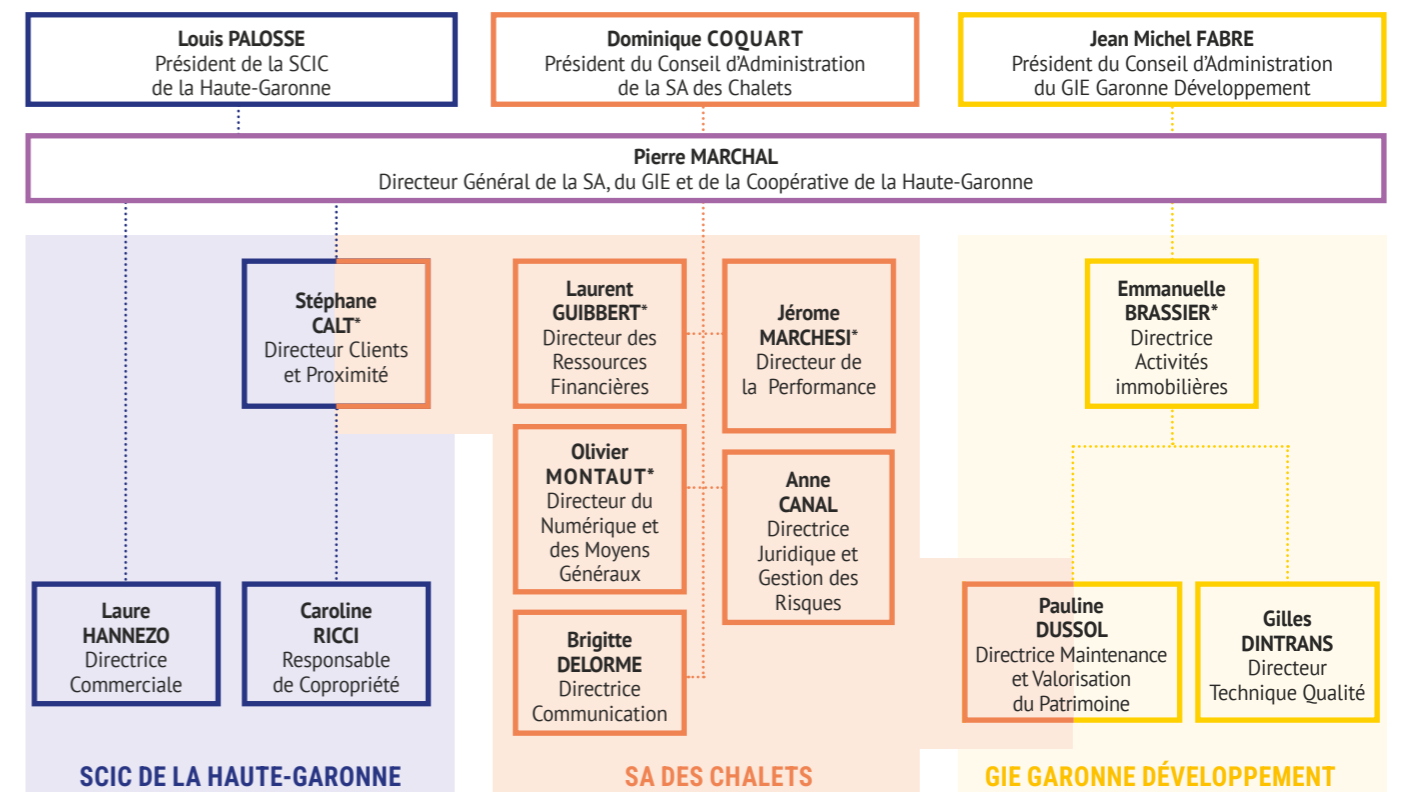 Louis PALOSSE
Président de la SCIC
de la Haute-Garonne
Dominique COQUART
Président du Conseil d'Administration
de la SA des Chalets
Jean Michel FABRE
Président du Conseil d'Administration
du GIE Garonne Développement
Pierre MARCHAL
Directeur Général de la SA, du GIE et de la Coopérative de la Haute-Garonne
Stéphane
CALT*
Directeur Clients
et Proximité
Laurent
GUIBBERT*
Directeur des
Ressources
Financières
Jérome
MARCHESI*
Directeur de
la Performance
Emmanuelle
BRASSIER*
Directrice
Activités
immobilières
Olivier
MONTAUT*
Directeur du
Numérique et
des Moyens
Généraux
Anne
CANAL
Directrice
Juridique et
Gestion des
Risques
Laure
HANNEZO
Directrice
Commerciale
Caroline
RICCI
Responsable
de Copropriété
Brigitte
DELORME
Directrice
Communication
Pauline
DUSSOL
Directrice Maintenance
et Valorisation
du Patrimoine
Gilles
DINTRANS
Directeur
Technique Qualité
SCIC DE LA HAUTE-GARONNE
SA DES CHALETS
GIE GARONNE DÉVELOPPEMENT